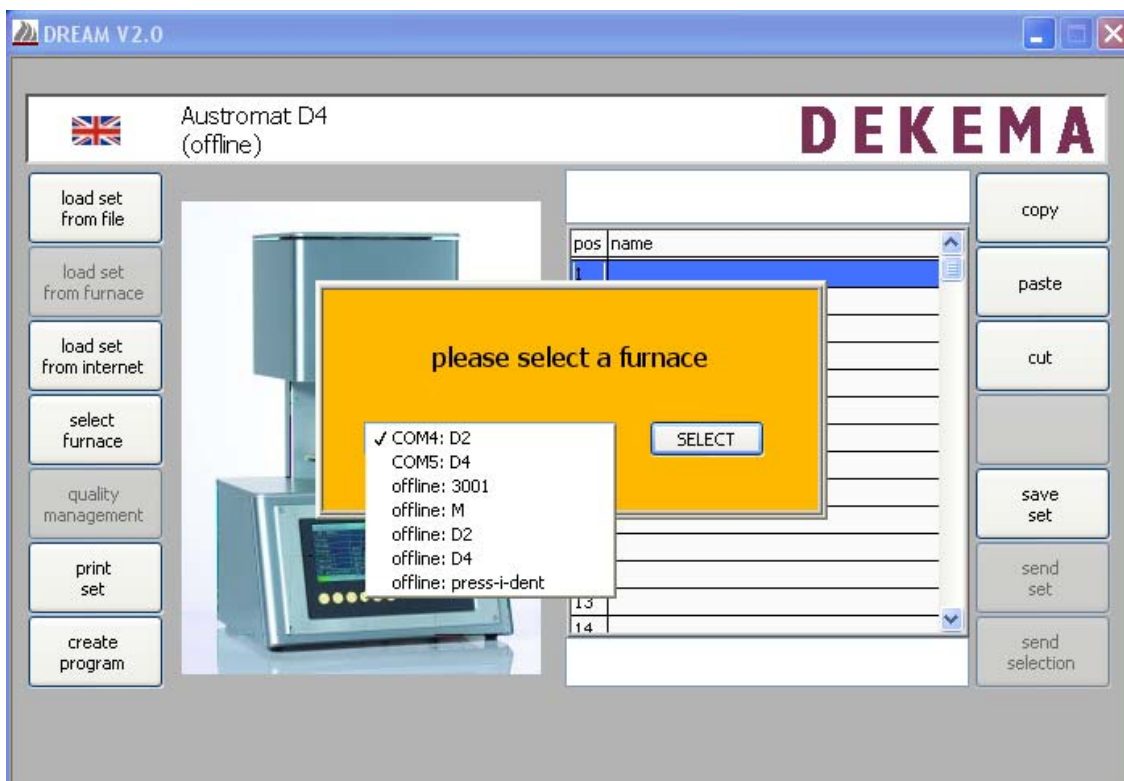 DREAM V2.0
Austromat D4
(offline)
DEKEMA
load set
from file
load set
from furnace
load set
from internet
select
furnace
quality
management
print
set
create
program
pos name
1
13
14
please select a furnace
✓ COM4: D2
COM5: D4
offline: 3001
offline: M
offline: D2
offline: D4
offline: press-i-dent
SELECT
copy
paste
cut
save
set
send
set
send
selection